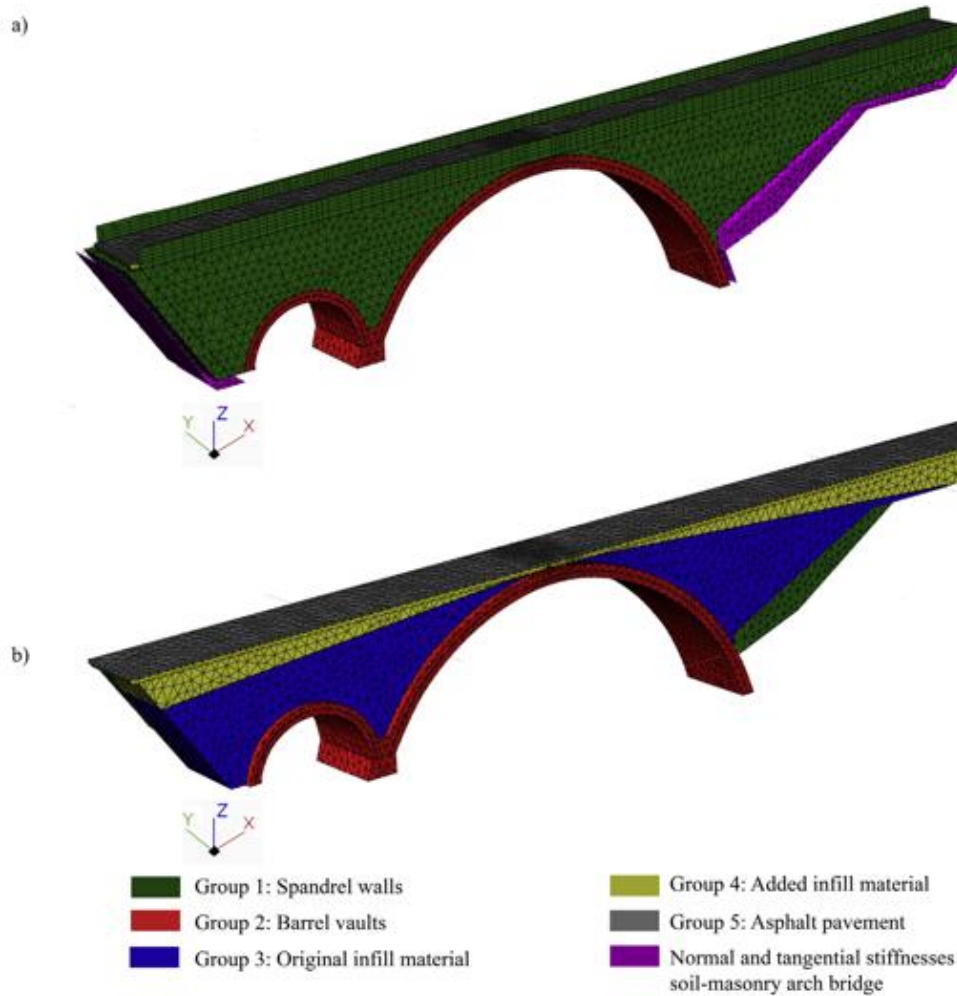 a)
Y Z X
b)
Y Z X
Group 1: Spandrel walls
Group 2: Barrel vaults
Group 3: Original infill material
Group 4: Added infill material
Group 5: Asphalt pavement
Normal and tangential stiffnesses
soil-masonry arch bridge